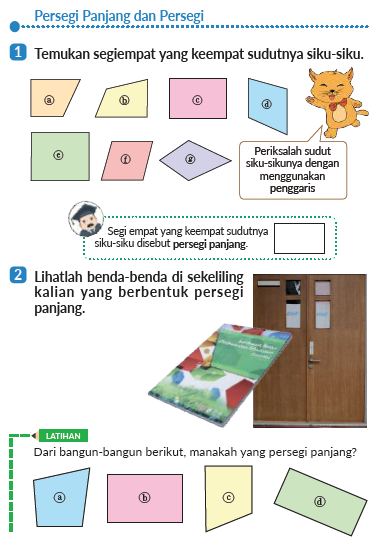 Persegi Panjang dan Persegi
1 Temukan segiempat yang keempat sudutnya siku-siku.
a
b
c
d
e
f
g
Periksalah sudut
siku-sikunya dengan
menggunakan
penggaris
Segi empat yang keempat sudutnya
siku-siku disebut persegi panjang.
2 Lihatlah benda-benda di sekeliling
kalian yang berbentuk persegi
panjang.
LATIHAN
Dari bangun-bangun berikut, manakah yang persegi panjang?
a
b
c
d